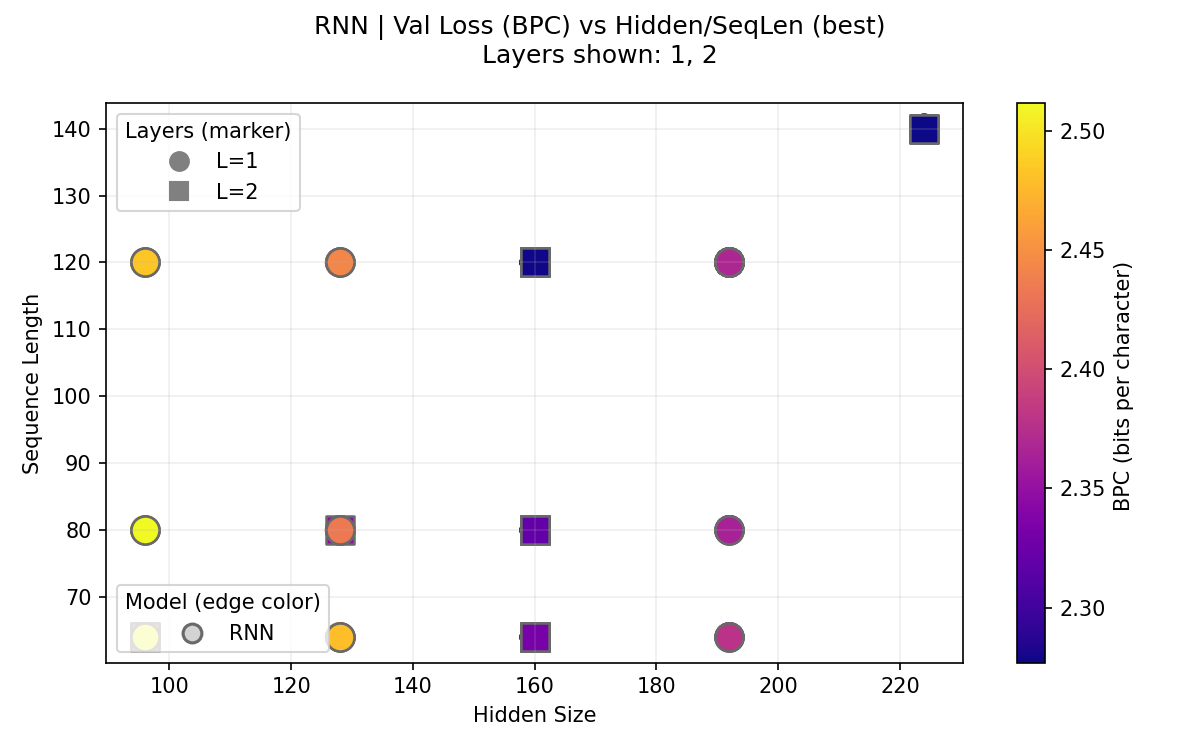 RNN | Val Loss (BPC) vs Hidden/SeqLen (best)
Layers shown: 1, 2
Layers (marker)
L=1
L=2
Model (edge color)
RNN
140
130
120
110
100
90
80
70
Sequence Length
100
120
140
160
180
200
220
Hidden Size
2.50
2.45
2.40
2.35
2.30
BPC (bits per character)